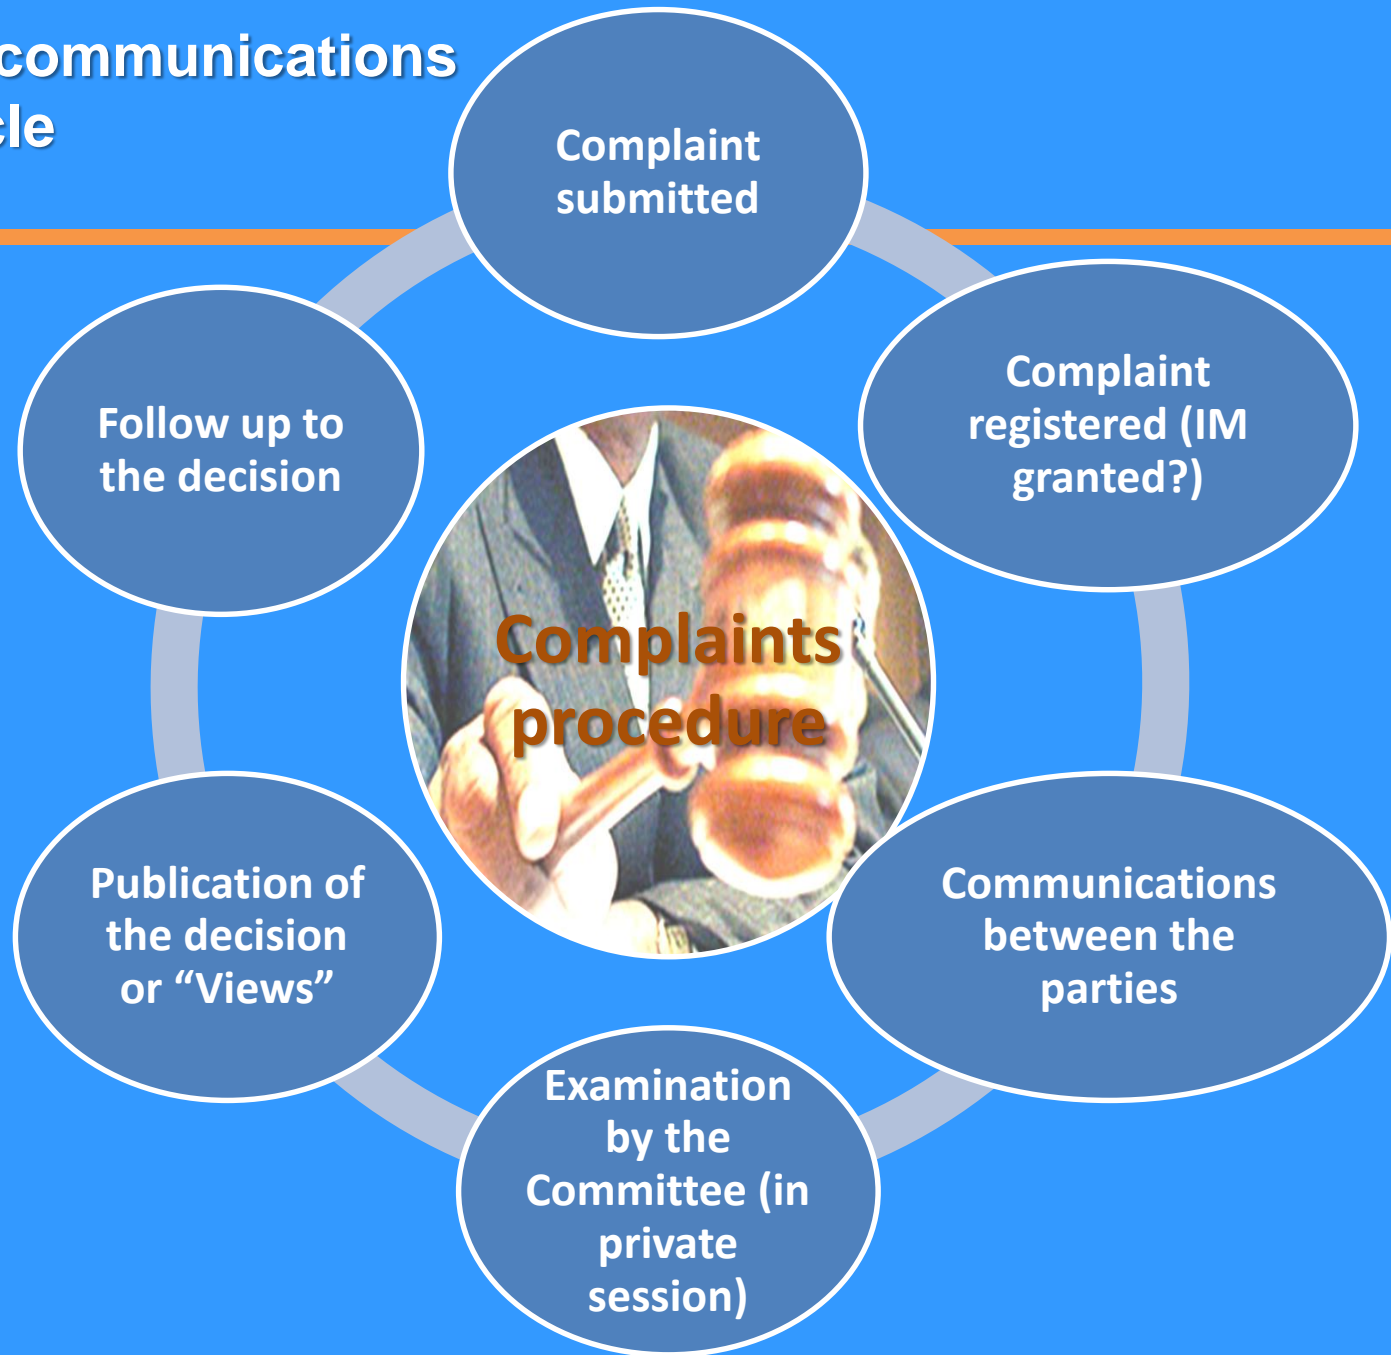 communications
cle
Complaint
submitted
Complaint
registered (IM
granted?)
Communications
between the
parties
Examination
by the
Committee (in
private
session)
Publication of
the decision
or “Views”
Follow up to
the decision
Complaints
procedure